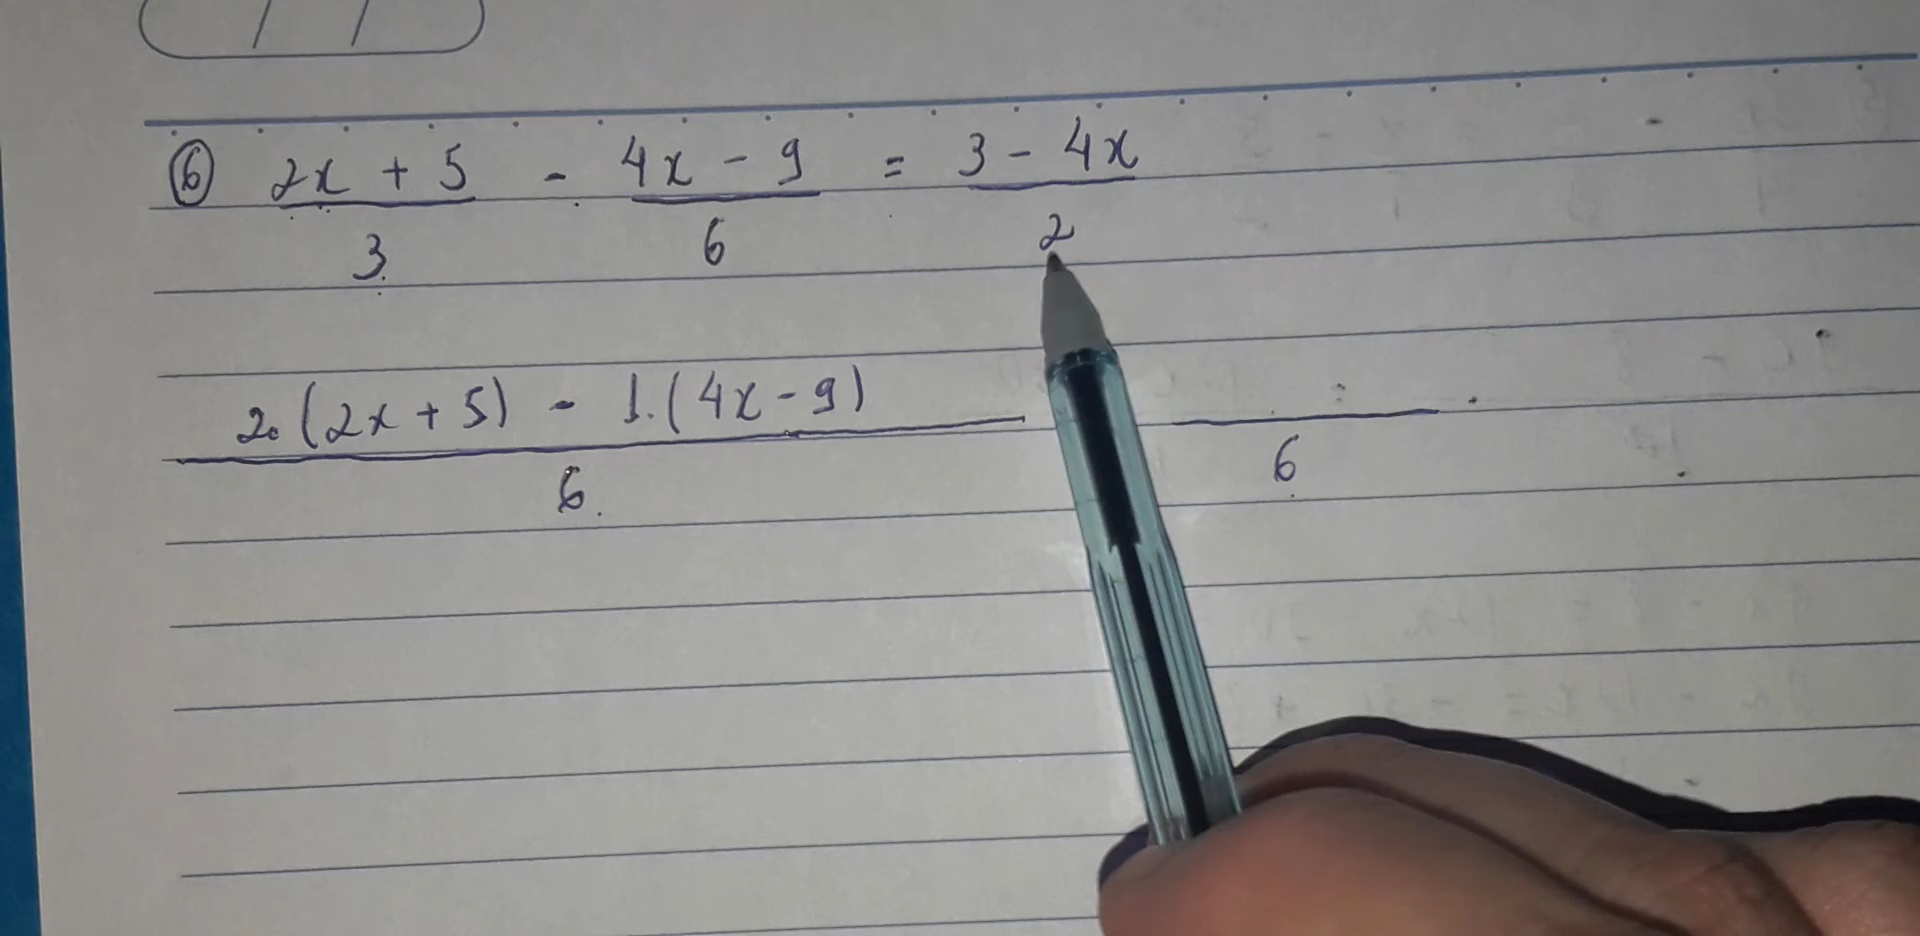 / /
⑥ 2x + 5 - 4x - 9 = 3 - 4x
3 6 2
2.(2x + 5) - 1.(4x - 9)
6 6